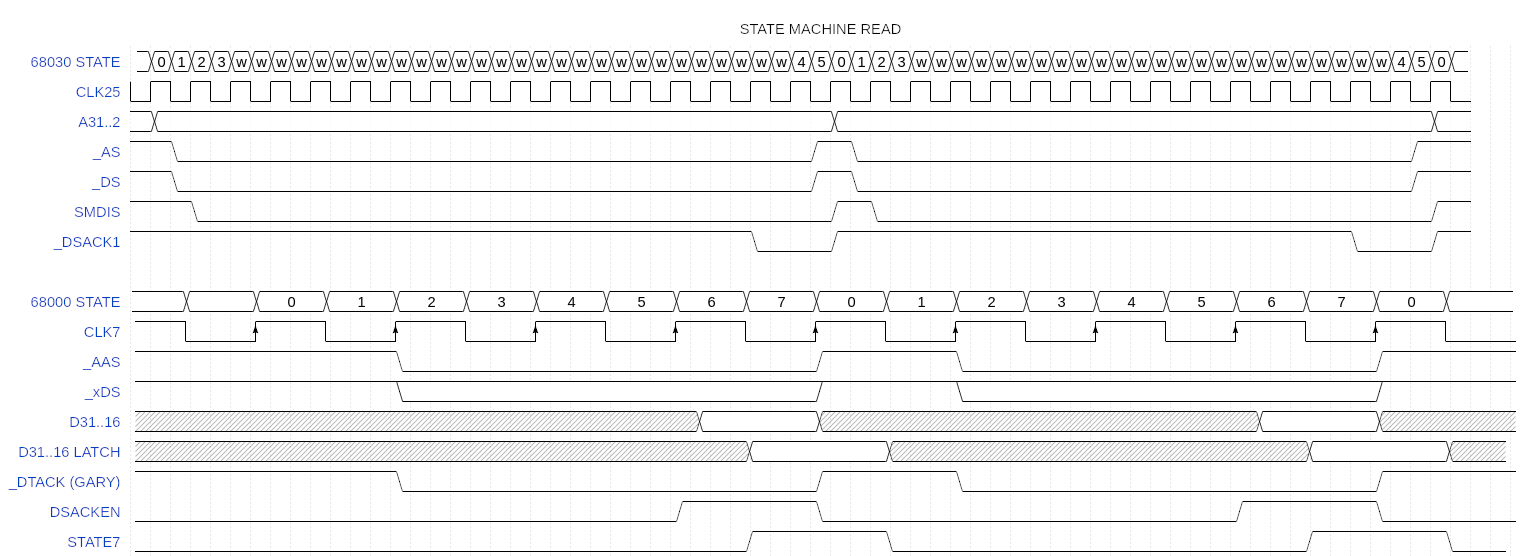 STATE MACHINE READ
68030 STATE 0 1 2 3 w w w w w w w w w w w w w w w w w w w w w w w w w w w w 4 5 0 1 2 3 w w w w w w w w w w w w w w w w w w w w w w w w 4 5 0
CLK25
A31..2
_AS
_DS
SMDIS
_DSACK1
68000 STATE 0 1 2 3 4 5 6 7 0 1 2 3 4 5 6 7 0
CLK7
_AAS
_xDS
D31..16
D31..16 LATCH
_DTACK (GARY)
DSACKEN
STATE7